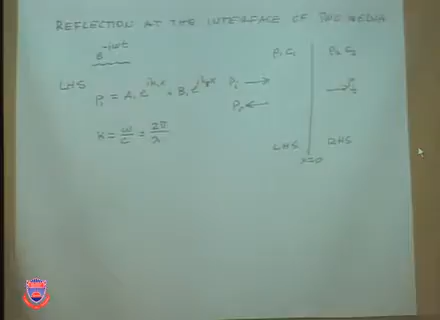 REFLECTION AT THE INTERFACE OF TWO MEDIA
e^{-iωt}
LHS
P₁ = A₁ e^{ik₁x} + B₁ e^{ik₁x}
K = ω/c = 2π/λ
ρ₁ c₁ ρ₂ c₂
Pᵢ →
Pᵣ ←
→ Pₜ
LHS RHS
x=0